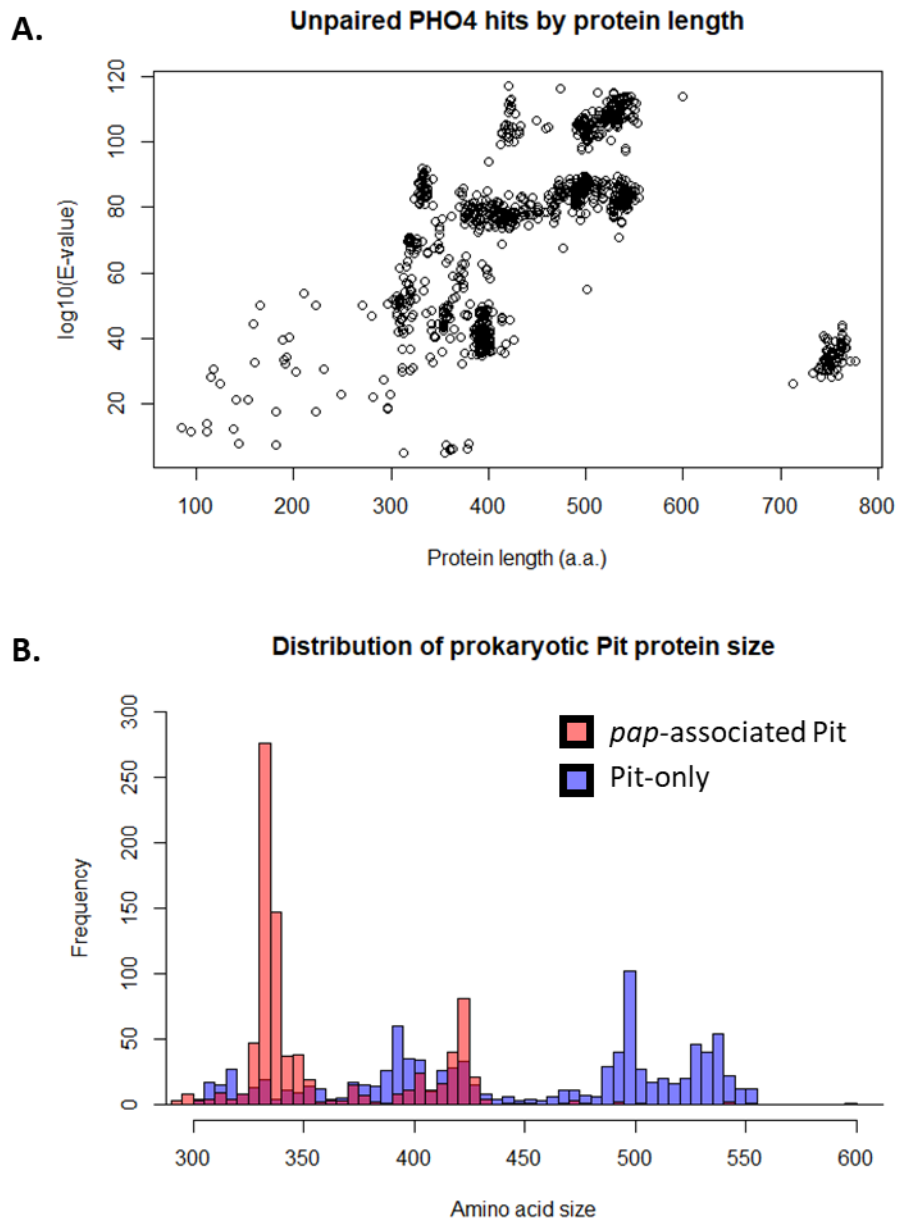 A.
Unpaired PHO4 hits by protein length
log10(E-value)
120
100
80
60
40
20
100 200 300 400 500 600 700 800
Protein length (a.a.)
B.
Distribution of prokaryotic Pit protein size
Frequency
300
250
200
150
100
50
0
pap-associated Pit
Pit-only
300 350 400 450 500 550 600
Amino acid size